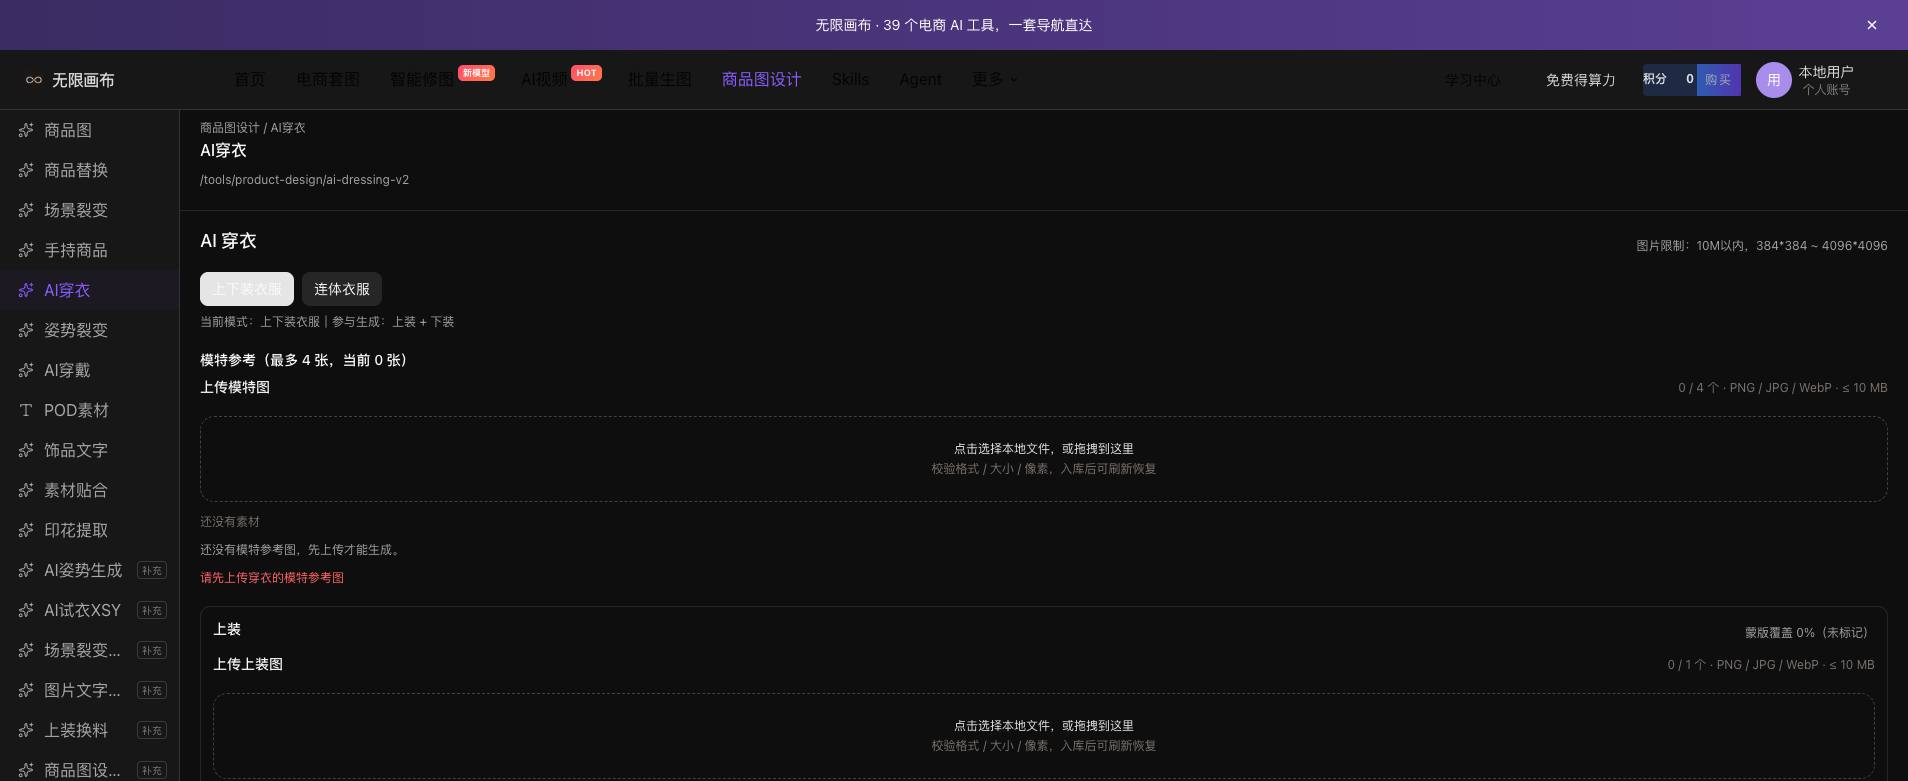 无限画布 · 39 个电商 AI 工具，一套导航直达
×
无限画布
首页
电商套图
智能修图
新模型
AI视频
HOT
批量生图
商品图设计
Skills
Agent
更多
学习中心
免费得算力
积分 0
购买
用
本地用户
个人账号
商品图
商品替换
场景裂变
手持商品
AI穿衣
姿势裂变
AI穿戴
POD素材
饰品文字
素材贴合
印花提取
AI姿势生成 补充
AI试衣XSY 补充
场景裂变... 补充
图片文字... 补充
上装换料 补充
商品图设... 补充
商品图设计 / AI穿衣
AI穿衣
/tools/product-design/ai-dressing-v2
AI 穿衣
图片限制：10M以内，384*384 ~ 4096*4096
上下装衣服
连体衣服
当前模式：上下装衣服 | 参与生成：上装 + 下装
模特参考（最多 4 张，当前 0 张）
上传模特图
0 / 4 个 · PNG / JPG / WebP · ≤ 10 MB
点击选择本地文件，或拖拽到这里
校验格式 / 大小 / 像素，入库后可刷新恢复
还没有素材
还没有模特参考图，先上传才能生成。
请先上传穿衣的模特参考图
上装
蒙版覆盖 0%（未标记）
上传上装图
0 / 1 个 · PNG / JPG / WebP · ≤ 10 MB
点击选择本地文件，或拖拽到这里
校验格式 / 大小 / 像素，入库后可刷新恢复